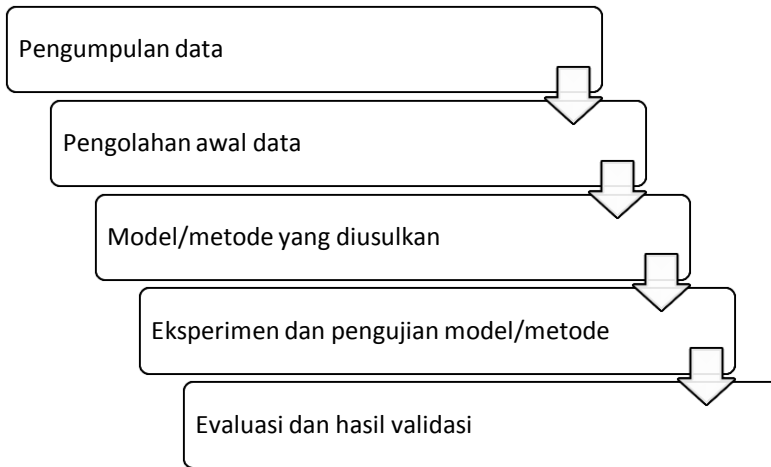 Pengumpulan data
Pengolahan awal data
Model/metode yang diusulkan
Eksperimen dan pengujian model/metode
Evaluasi dan hasil validasi